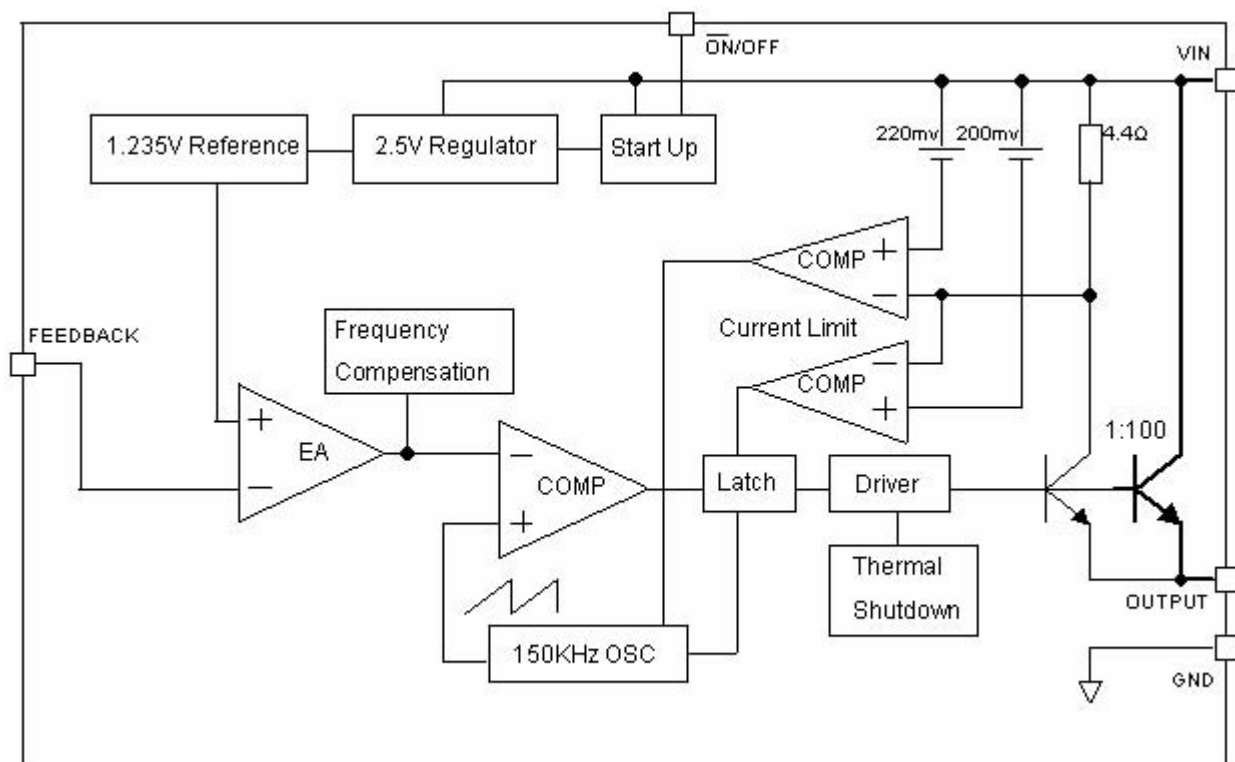 ON/OFF
VIN
1.235V Reference
2.5V Regulator
Start Up
220mv
200mv
4.4Ω
+
COMP
−
FEEDBACK
Frequency
Compensation
Current Limit
−
COMP
+
+
EA
−
−
COMP
+
1:100
Latch
Driver
Thermal
Shutdown
OUTPUT
150KHz OSC
GND